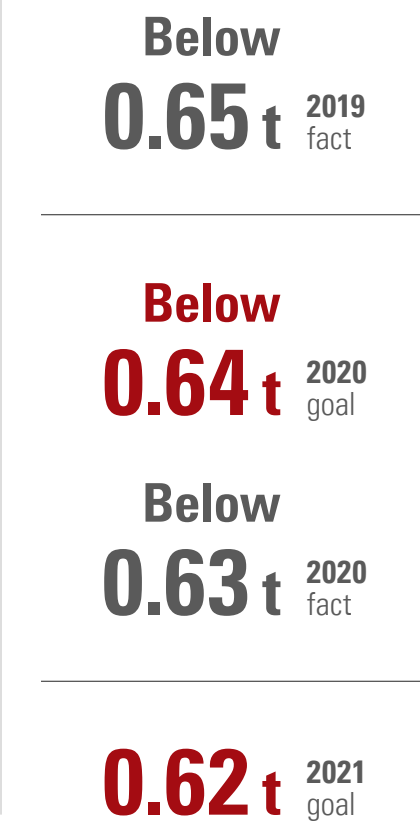 Below
0.65 t 2019
fact
Below
0.64 t 2020
goal
Below
0.63 t 2020
fact
0.62 t 2021
goal